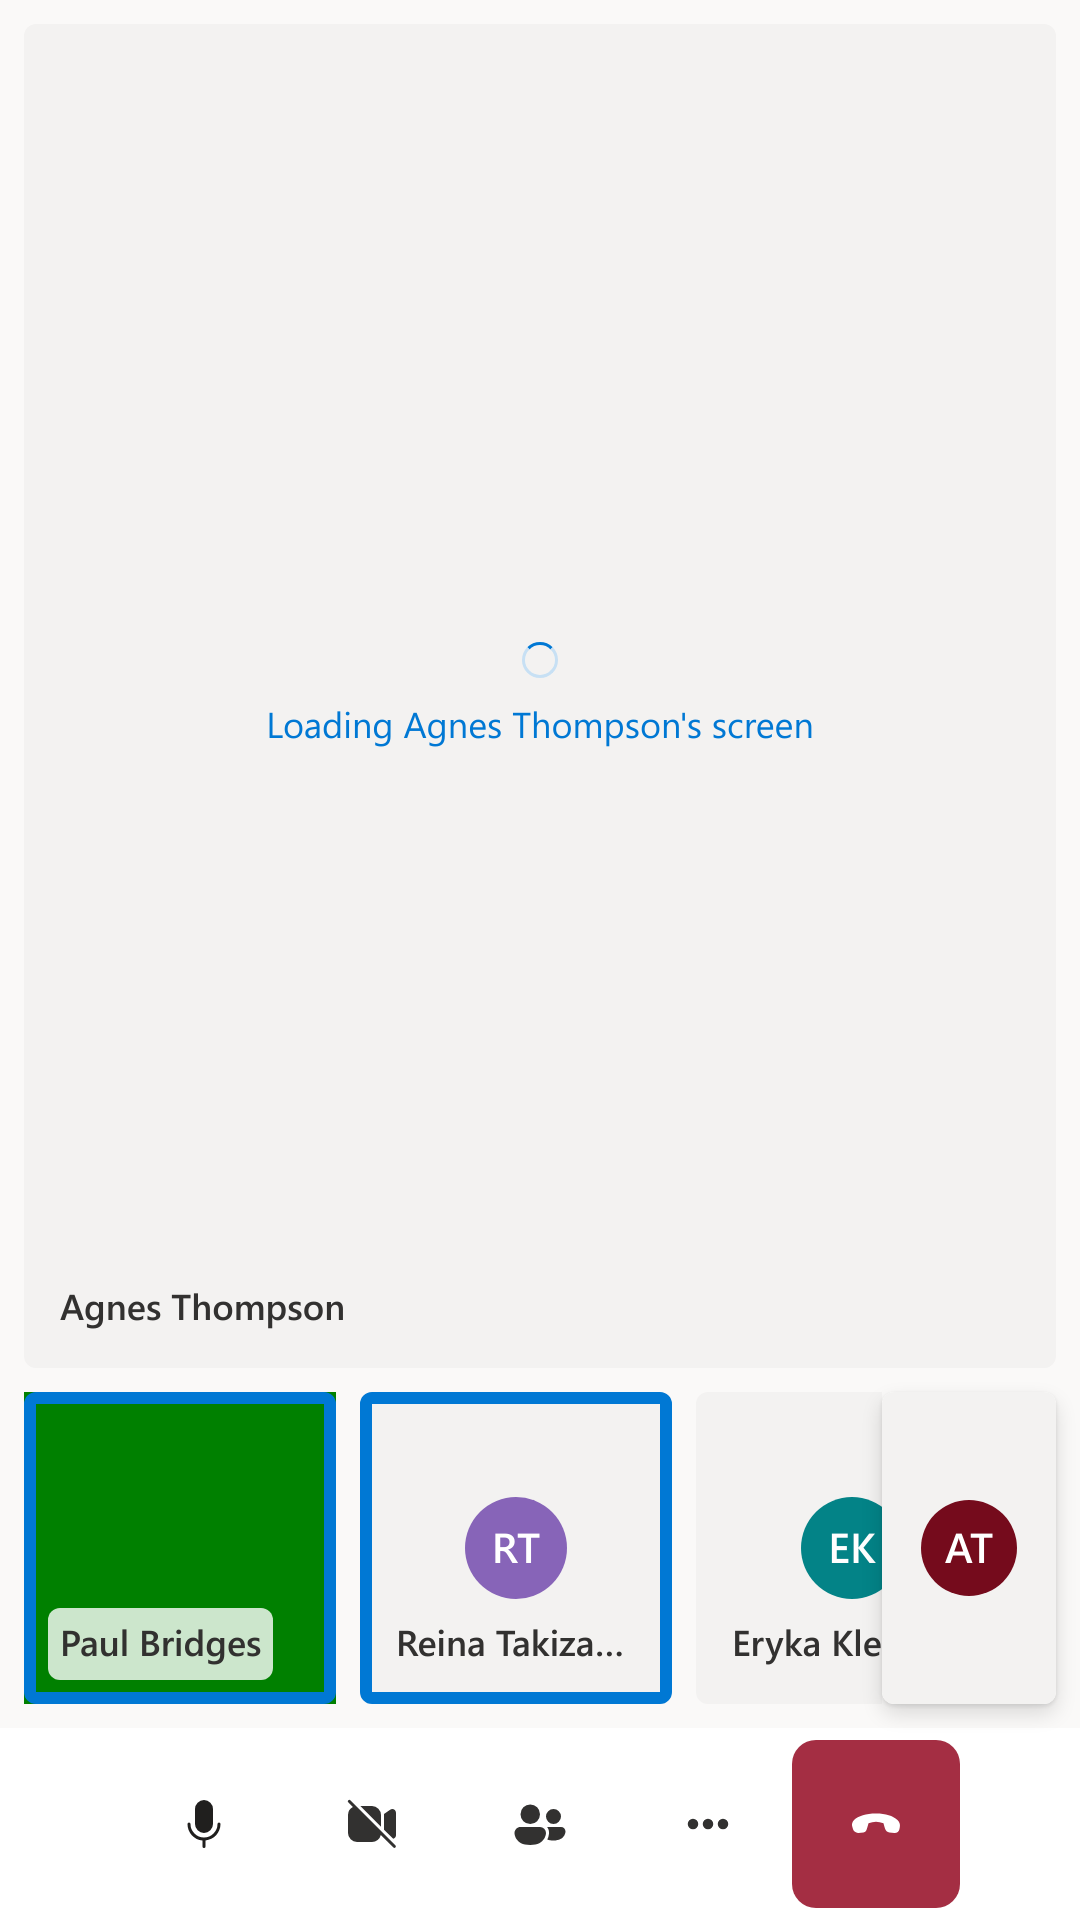 Loading Agnes Thompson's screen
Agnes Thompson
RT
EK
AT
Paul Bridges
Reina Takiza...
Eryka Kle